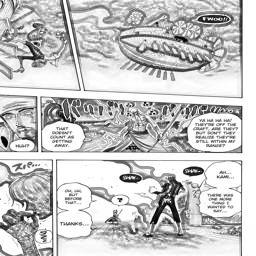 FWOO!!
YA HA HA HA!
THEY'RE OFF THE
CRAFT, ARE THEY?
BUT DON'T THEY
REALIZE THEY'RE
STILL WITHIN MY
RANGE?
THAT
DOESN'T
COUNT AS
GETTING
AWAY.
HUH?
AH...
KAMI...
THERE
WAS ONE
MORE
THING I
WANTED TO
SAY...
?
OH, UH,
BUT
BEFORE
THAT...
THANKS...